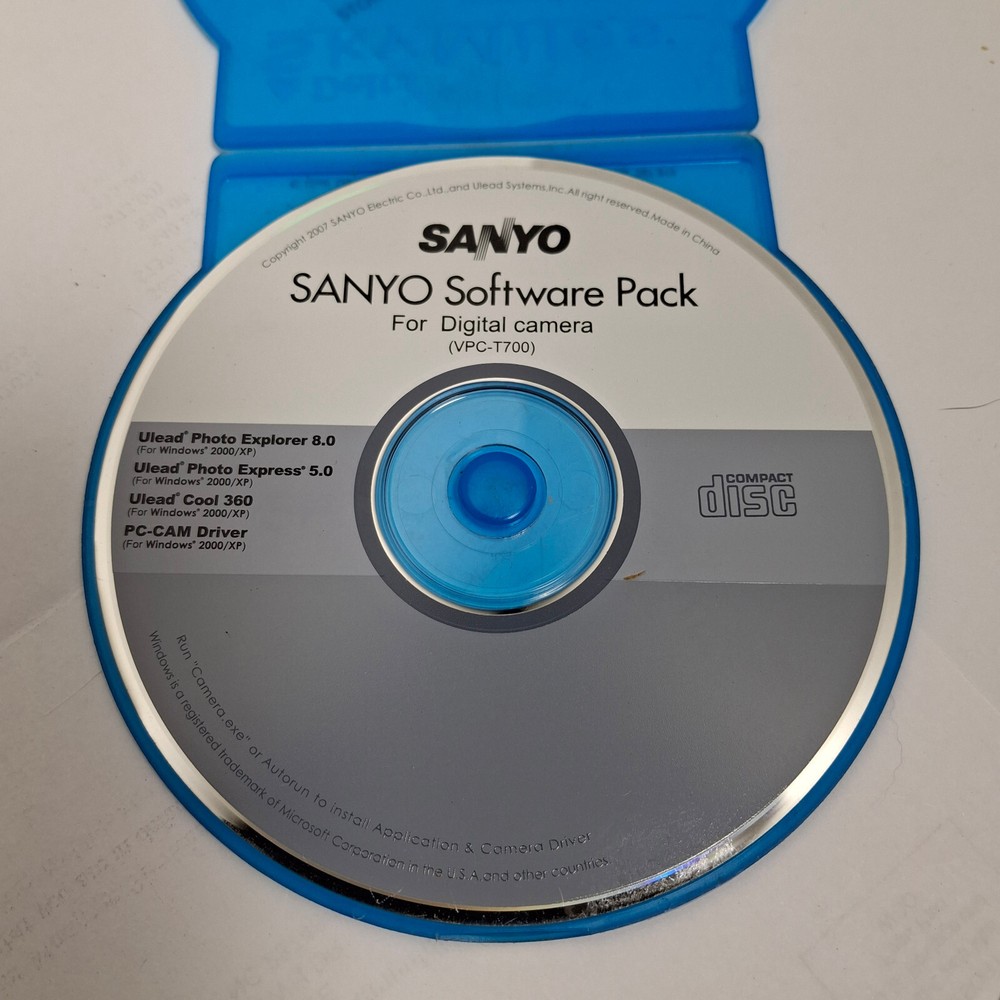 Copyright 2007 SANYO Electric Co.,Ltd.,and Ulead Systems,Inc.All right reserved.Made in China
SANYO
SANYO Software Pack
For Digital camera
(VPC-T700)
Ulead® Photo Explorer 8.0
(For Windows® 2000/XP)
Ulead® Photo Express® 5.0
(For Windows® 2000/XP)
Ulead® Cool 360
(For Windows® 2000/XP)
PC-CAM Driver
(For Windows® 2000/XP)
COMPACT
disc
Run "Camera.exe" or Autorun to install Application & Camera Driver
Windows is a registered trademark of Microsoft Corporation in the U.S.A and other countries